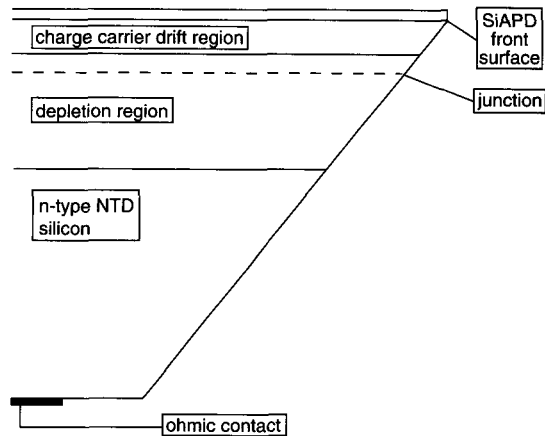 SiAPD
front
surface
charge carrier drift region
junction
depletion region
n-type NTD
silicon
ohmic contact